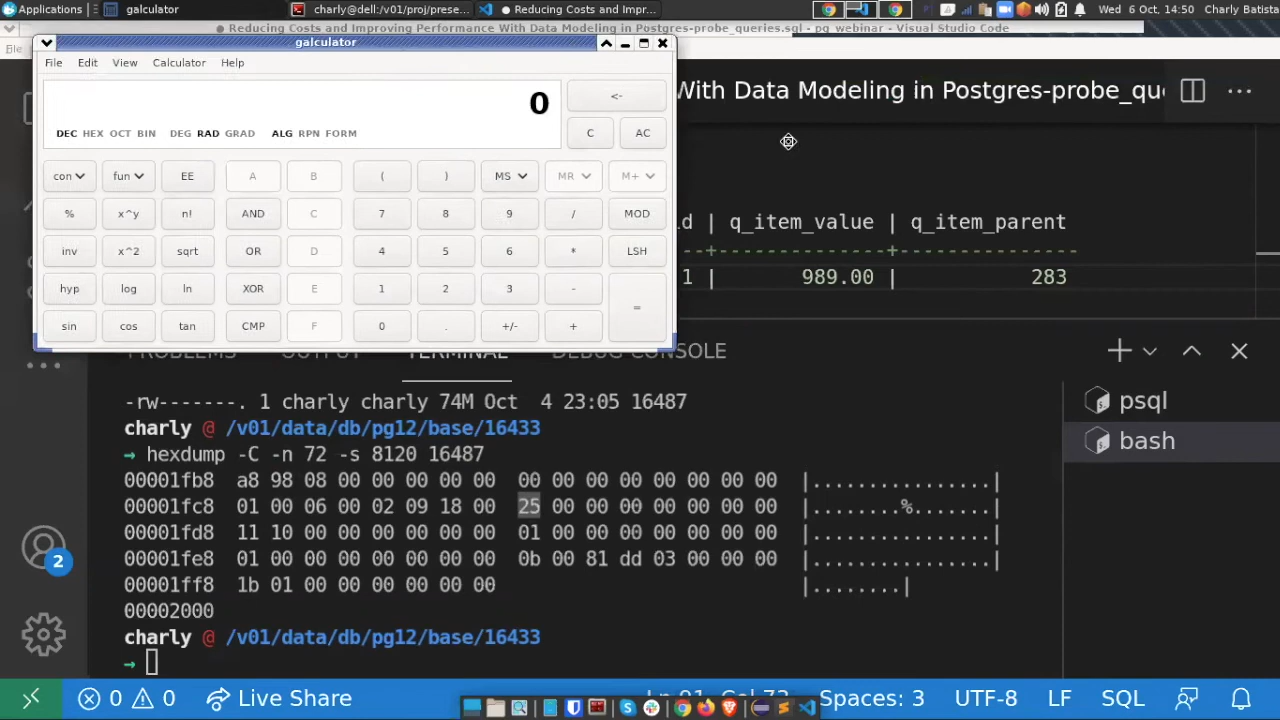 Applications galculator charly@dell:/v01/proj/prese... ● Reducing Costs and Impr... Wed 6 Oct, 14:50 Charly Batista
● Reducing Costs and Improving Performance With Data Modeling in Postgres-probe_queries.sql - pg_webinar - Visual Studio Code
galculator
File Edit View Calculator Help
With Data Modeling in Postgres-probe_qu
0
<-
DEC HEX OCT BIN DEG RAD GRAD ALG RPN FORM
C AC
con fun EE A B ( ) MS MR M+
% x^y n! AND C 7 8 9 / MOD
d | q_item_value | q_item_parent
inv x^2 sqrt OR D 4 5 6 * LSH
--+--------------+---------------
1 | 989.00 | 283
hyp log ln XOR E 1 2 3 - =
sin cos tan CMP F 0 . +/- +
PROBLEMS OUTPUT TERMINAL DEBUG CONSOLE
-rw-------. 1 charly charly 74M Oct  4 23:05 16487
charly @ /v01/data/db/pg12/base/16433
→ hexdump -C -n 72 -s 8120 16487
00001fb8  a8 98 08 00 00 00 00 00  00 00 00 00 00 00 00 00  |................|
00001fc8  01 00 06 00 02 09 18 00  25 00 00 00 00 00 00 00  |........%.......|
00001fd8  11 10 00 00 00 00 00 00  01 00 00 00 00 00 00 00  |................|
00001fe8  01 00 00 00 00 00 00 00  0b 00 81 dd 03 00 00 00  |................|
00001ff8  1b 01 00 00 00 00 00 00  |........|
00002000
charly @ /v01/data/db/pg12/base/16433
→
psql
bash
2
0 0 Live Share Spaces: 3 UTF-8 LF SQL